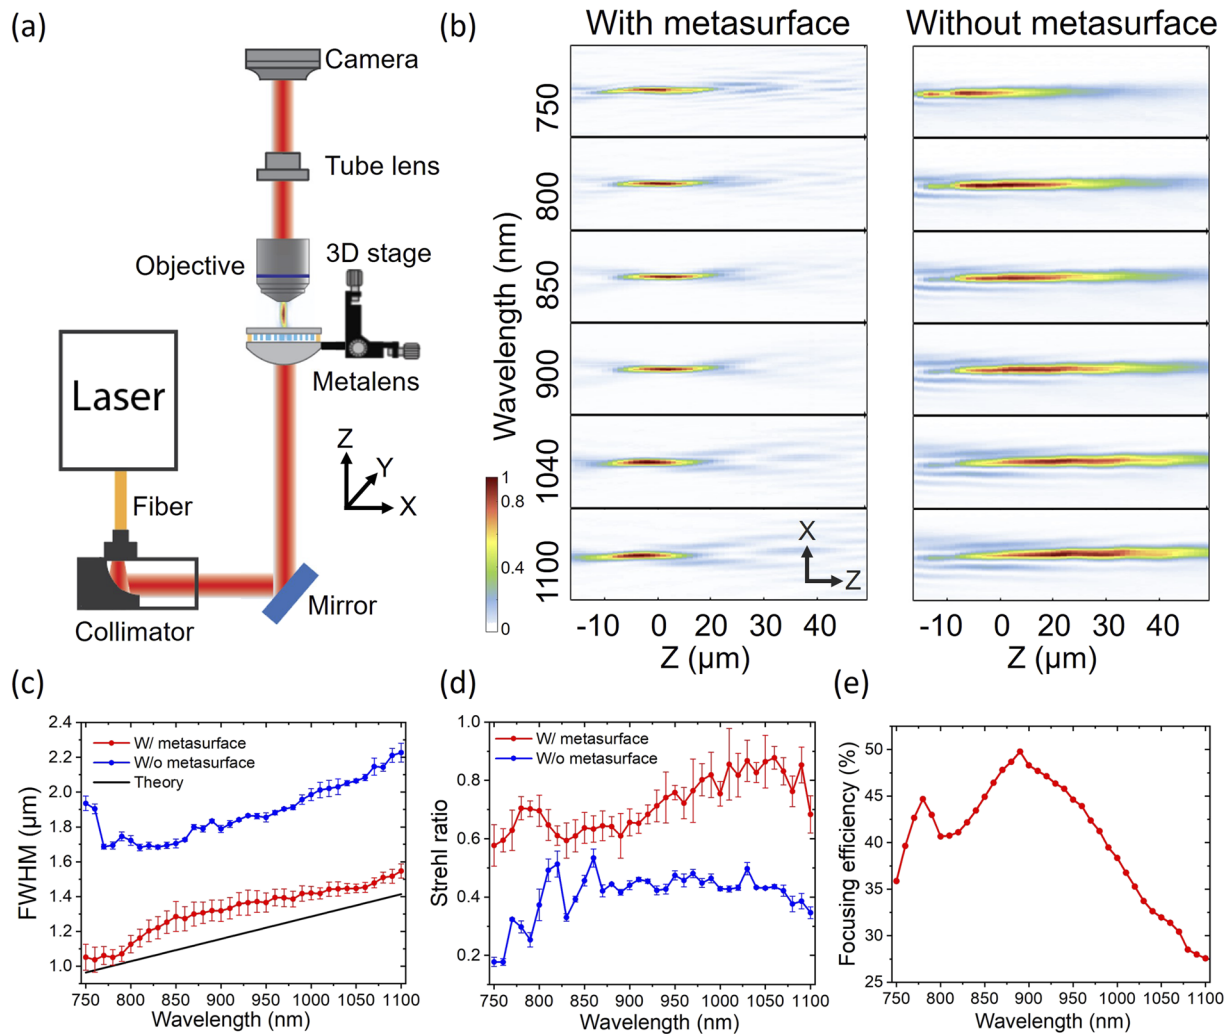 (a)
Camera
Tube lens
Objective
3D stage
Metalens
Laser
Fiber
Collimator
Mirror
Z
Y
X
(b)
With metasurface
Without metasurface
Wavelength (nm)
750
800
850
900
1040
1100
1
0.8
0.4
0
X
Z
-10 0 10 20 30 40
Z (µm)
-10 0 20 30 40
Z (µm)
(c)
FWHM (µm)
2.4
2.2
2.0
1.8
1.6
1.4
1.2
1.0
W/ metasurface
W/o metasurface
Theory
750 800 850 900 950 1000 1050 1100
Wavelength (nm)
(d)
Strehl ratio
1.0
0.8
0.6
0.4
0.2
W/ metasurface
W/o metasurface
750 800 850 900 950 1000 1050 1100
Wavelength (nm)
(e)
Focusing efficiency (%)
50
45
40
35
30
25
750 800 850 900 950 1000 1050 1100
Wavelength (nm)